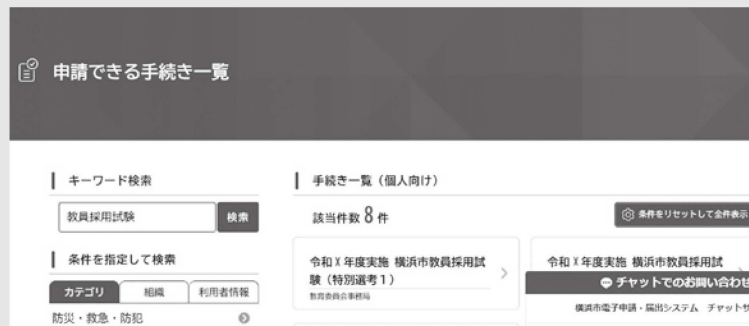 申請できる手続き一覧
キーワード検索
教員採用試験
検索
条件を指定して検索
カテゴリ
組織
利用者情報
防災・救急・防犯
手続き一覧（個人向け）
該当件数 8 件
条件をリセットして全件表示
令和X年度実施 横浜市教員採用試
験（特別選考1）
教育委員会事務局
令和X年度実施 横浜市教員採用試
チャットでのお問い合わせ
横浜市電子申請・届出システム チャットサ